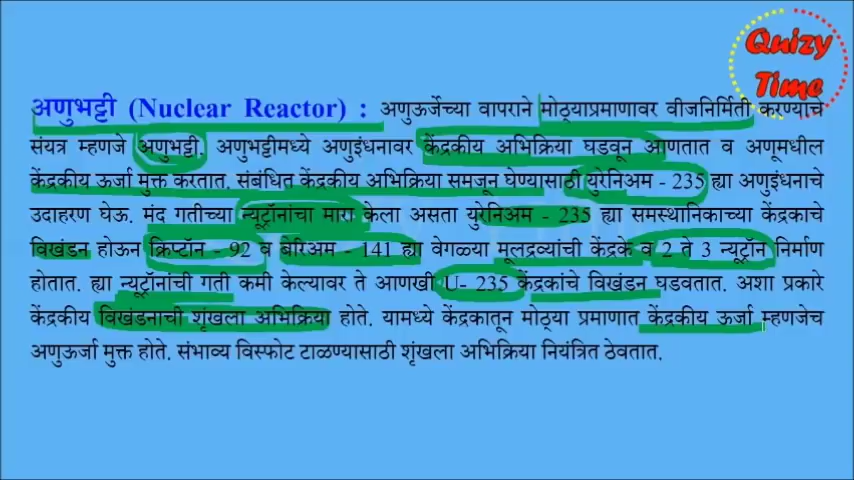 Quizy
Time
अणुभट्टी (Nuclear Reactor) : अणुऊर्जेच्या वापराने मोठ्याप्रमाणावर वीजनिर्मिती करण्याचे
संयत्र म्हणजे अणुभट्टी. अणुभट्टीमध्ये अणुइंधनावर केंद्रकीय अभिक्रिया घडवून आणतात व अणूमधील
केंद्रकीय ऊर्जा मुक्त करतात. संबंधित केंद्रकीय अभिक्रिया समजून घेण्यासाठी युरेनिअम - 235 ह्या अणुइंधनाचे
उदाहरण घेऊ. मंद गतीच्या न्यूट्रॉनांचा मारा केला असता युरेनिअम - 235 ह्या समस्थानिकाच्या केंद्रकाचे
विखंडन होऊन क्रिप्टॉन - 92 व बेरिअम - 141 ह्या वेगळ्या मूलद्रव्यांची केंद्रके व 2 ते 3 न्यूट्रॉन निर्माण
होतात. ह्या न्यूट्रॉनांची गती कमी केल्यावर ते आणखी U- 235 केंद्रकांचे विखंडन घडवतात. अशा प्रकारे
केंद्रकीय विखंडनाची शृंखला अभिक्रिया होते. यामध्ये केंद्रकातून मोठ्या प्रमाणात केंद्रकीय ऊर्जा म्हणजेच
अणुऊर्जा मुक्त होते. संभाव्य विस्फोट टाळण्यासाठी शृंखला अभिक्रिया नियंत्रित ठेवतात.